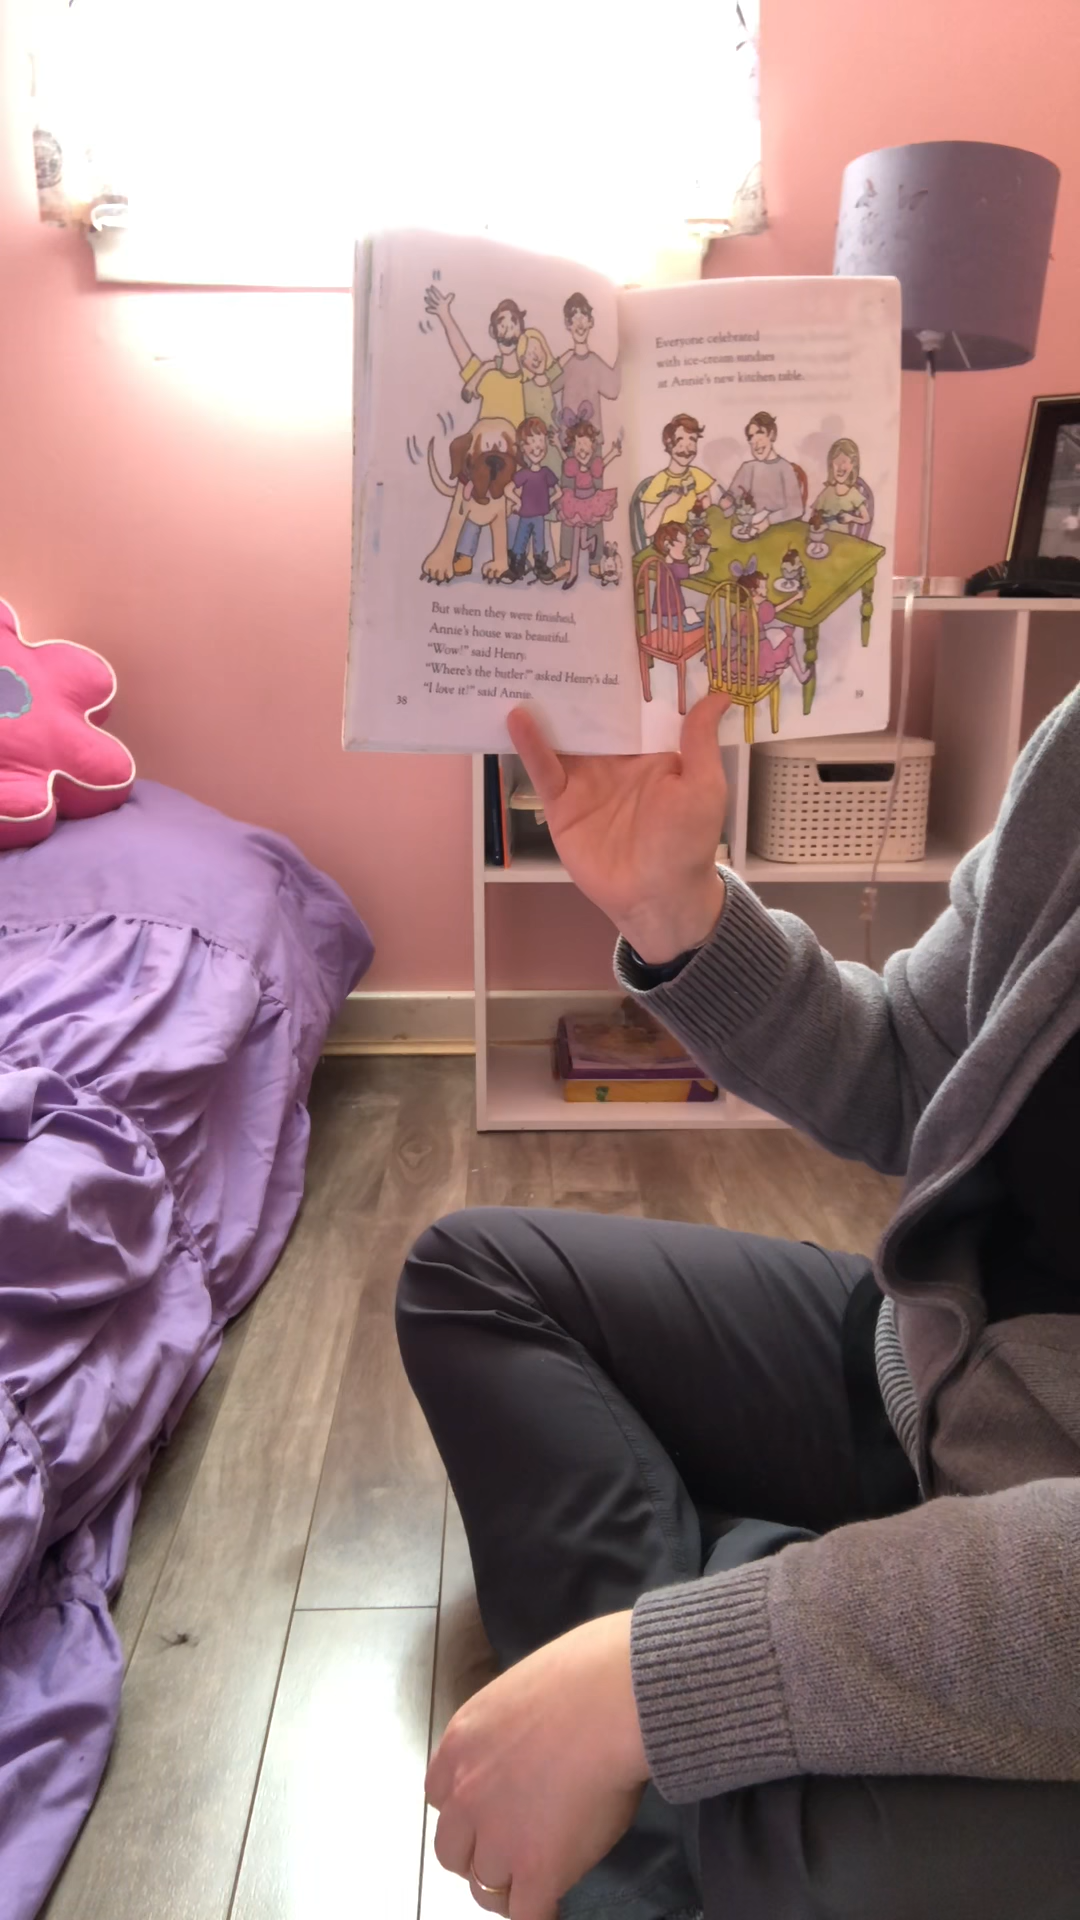 But when they were finished,
Annie's house was beautiful.
"Wow!" said Henry.
"Where's the butler?" asked Henry's dad.
"I love it!" said Annie.
38
Everyone celebrated
with ice-cream sundaes
at Annie's new kitchen table.
39